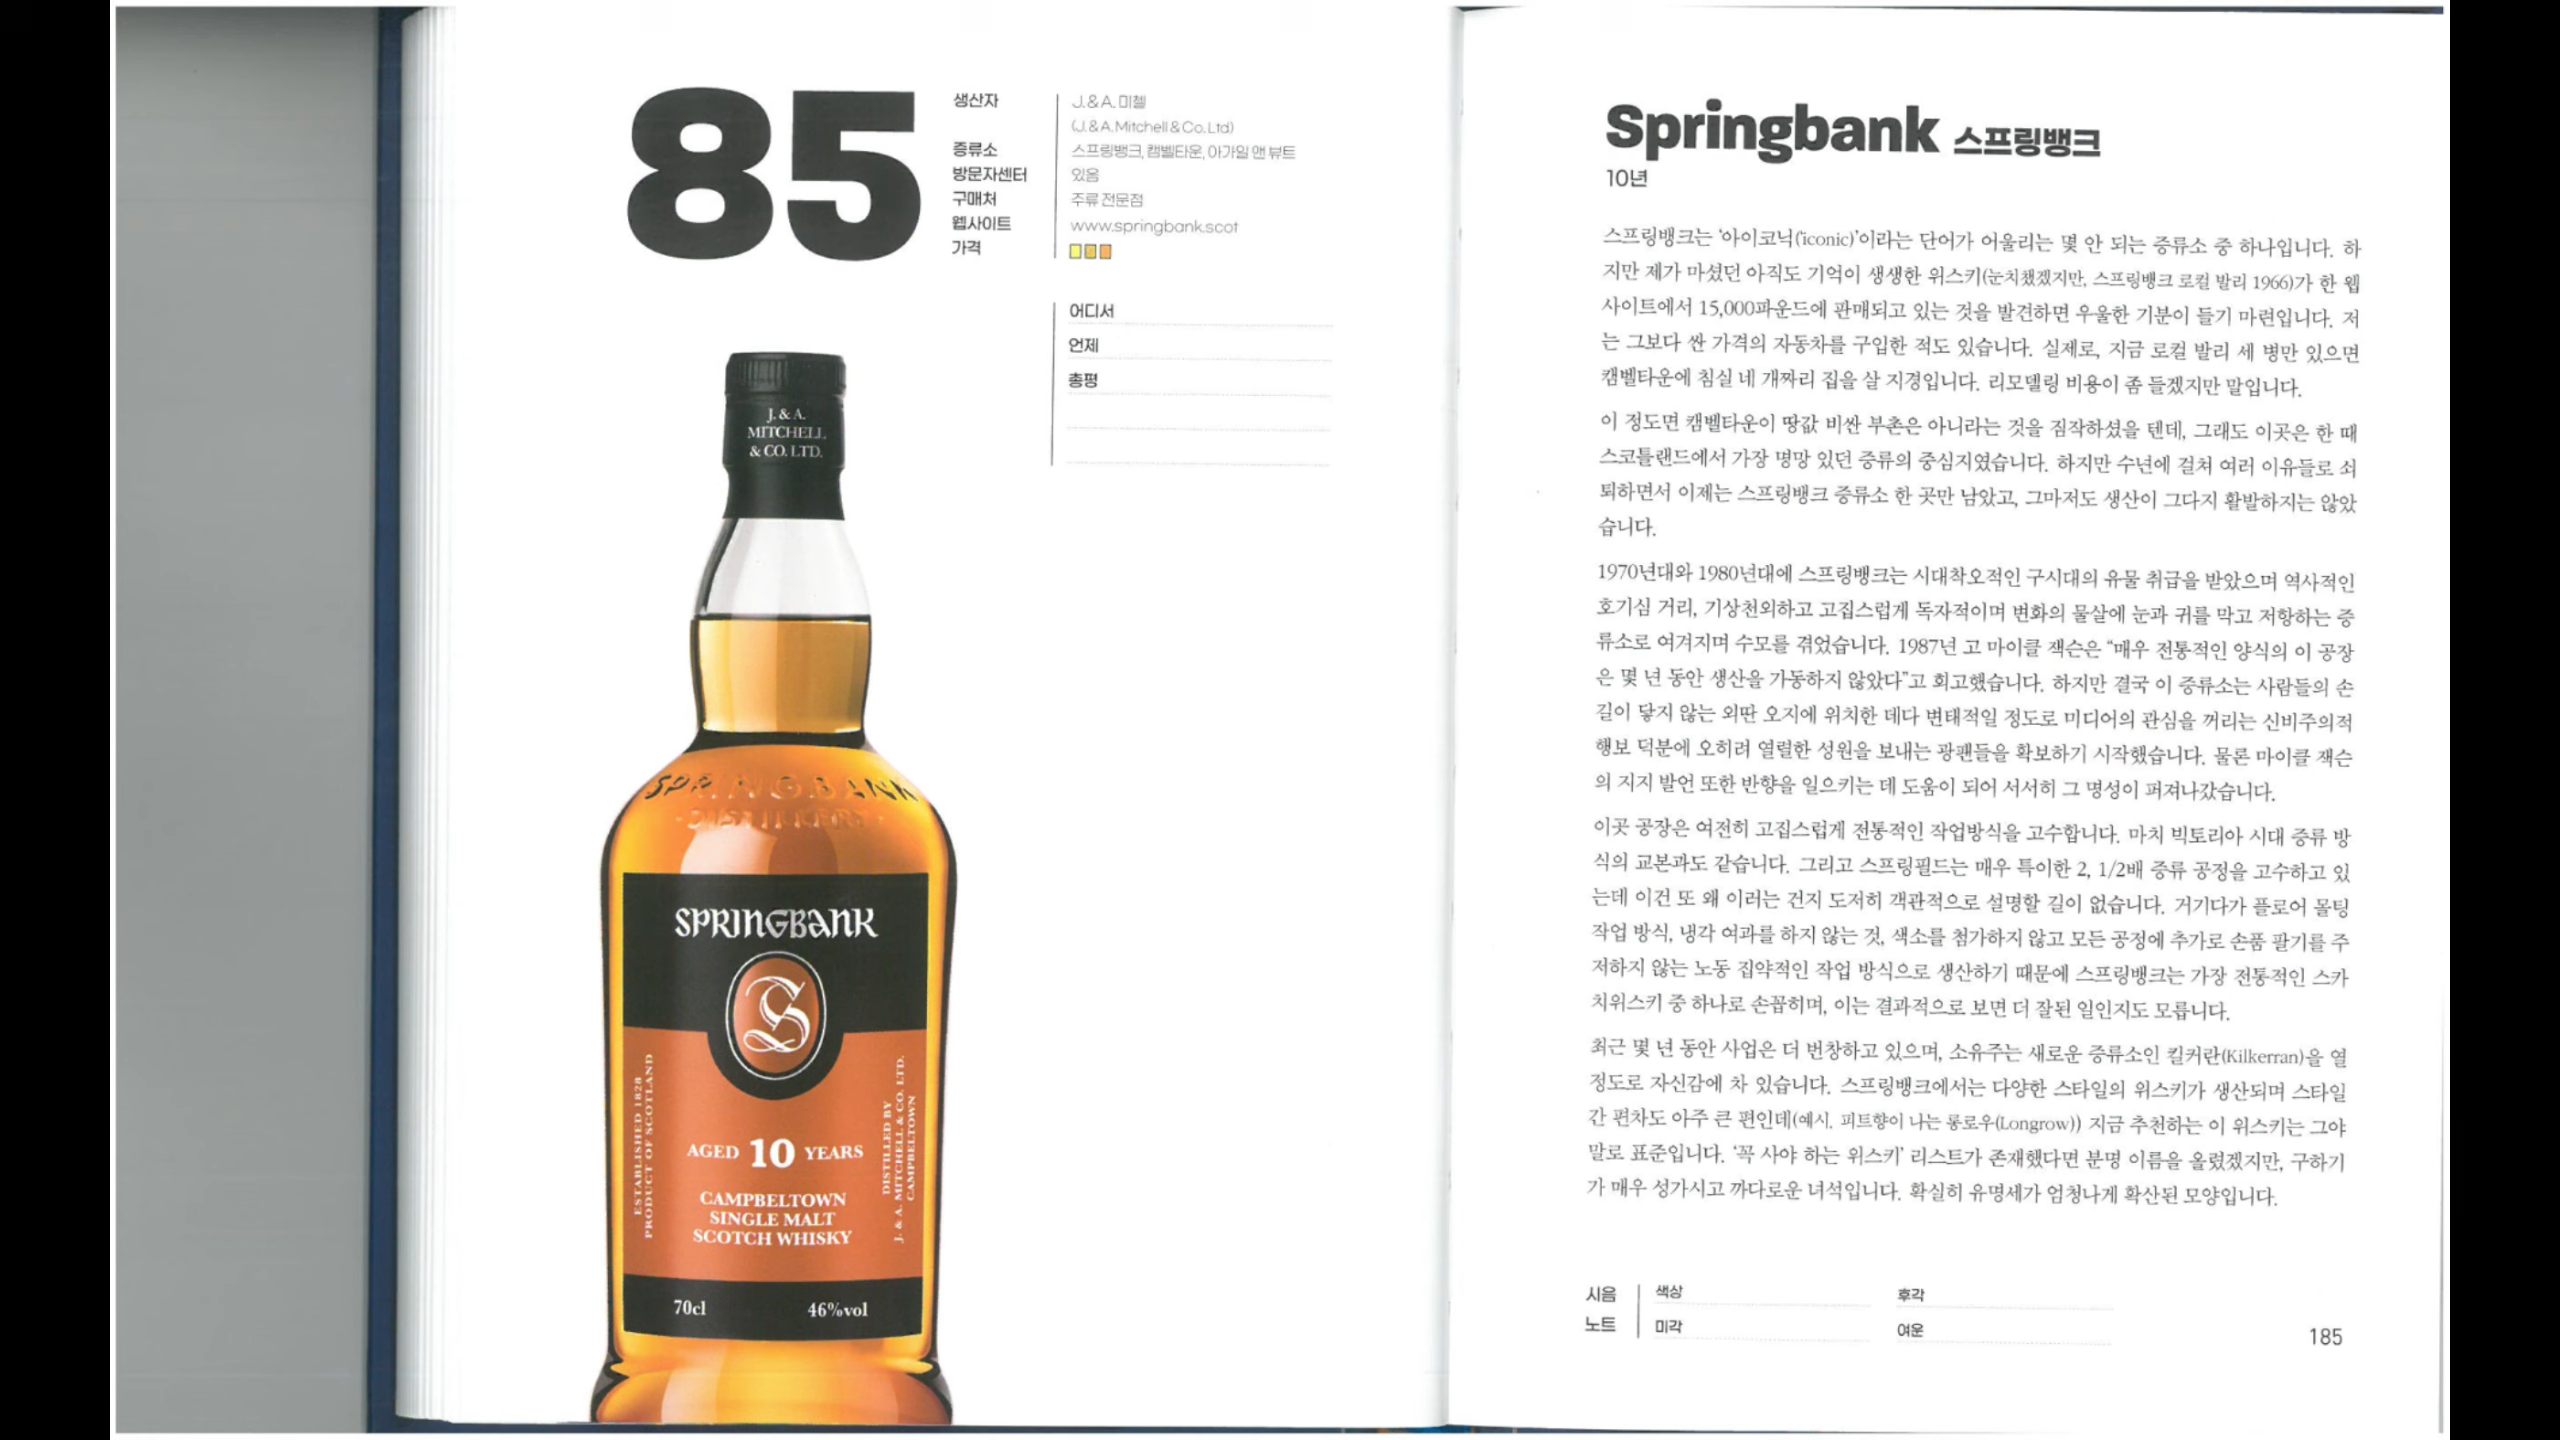 85
생산자
J. & A. 미첼
(J. & A. Mitchell & Co. Ltd)
증류소
스프링뱅크, 캠벨타운, 아가일 앤 뷰트
방문자센터
있음
구매처
주류 전문점
웹사이트
www.springbank.scot
가격
어디서
언제
총평
J. & A.
MITCHELL
& CO. LTD.
SPRINGBANK
DISTILLERS
SPRINGBANK
S
ESTABLISHED 1828
PRODUCT OF SCOTLAND
AGED 10 YEARS
CAMPBELTOWN
SINGLE MALT
SCOTCH WHISKY
DISTILLED BY
J. & A. MITCHELL & CO. LTD.
CAMPBELTOWN
70cl
46%vol
Springbank 스프링뱅크
10년
스프링뱅크는 ‘아이코닉(‘iconic)’이라는 단어가 어울리는 몇 안 되는 증류소 중 하나입니다. 하
지만 제가 마셨던 아직도 기억이 생생한 위스키(눈치챘겠지만, 스프링뱅크 로컬 발리 1966)가 한 웹
사이트에서 15,000파운드에 판매되고 있는 것을 발견하면 우울한 기분이 들기 마련입니다. 저
는 그보다 싼 가격의 자동차를 구입한 적도 있습니다. 실제로, 지금 로컬 발리 세 병만 있으면
캠벨타운에 침실 네 개짜리 집을 살 지경입니다. 리모델링 비용이 좀 들겠지만 말입니다.
이 정도면 캠벨타운이 땅값 비싼 부촌은 아니라는 것을 짐작하셨을 텐데, 그래도 이곳은 한 때
스코틀랜드에서 가장 명망 있던 증류의 중심지였습니다. 하지만 수년에 걸쳐 여러 이유들로 쇠
퇴하면서 이제는 스프링뱅크 증류소 한 곳만 남았고, 그마저도 생산이 그다지 활발하지는 않았
습니다.
1970년대와 1980년대에 스프링뱅크는 시대착오적인 구시대의 유물 취급을 받았으며 역사적인
호기심 거리, 기상천외하고 고집스럽게 독자적이며 변화의 물살에 눈과 귀를 막고 저항하는 증
류소로 여겨지며 수모를 겪었습니다. 1987년 고 마이클 잭슨은 “매우 전통적인 양식의 이 공장
은 몇 년 동안 생산을 가동하지 않았다”고 회고했습니다. 하지만 결국 이 증류소는 사람들의 손
길이 닿지 않는 외딴 오지에 위치한 데다 변태적일 정도로 미디어의 관심을 꺼리는 신비주의적
행보 덕분에 오히려 열렬한 성원을 보내는 광팬들을 확보하기 시작했습니다. 물론 마이클 잭슨
의 지지 발언 또한 반향을 일으키는 데 도움이 되어 서서히 그 명성이 퍼져나갔습니다.
이곳 공장은 여전히 고집스럽게 전통적인 작업방식을 고수합니다. 마치 빅토리아 시대 증류 방
식의 교본과도 같습니다. 그리고 스프링필드는 매우 특이한 2, 1/2배 증류 공정을 고수하고 있
는데 이건 또 왜 이러는 건지 도저히 객관적으로 설명할 길이 없습니다. 거기다가 플로어 몰팅
작업 방식, 냉각 여과를 하지 않는 것, 색소를 첨가하지 않고 모든 공정에 추가로 손품 팔기를 주
저하지 않는 노동 집약적인 작업 방식으로 생산하기 때문에 스프링뱅크는 가장 전통적인 스카
치위스키 중 하나로 손꼽히며, 이는 결과적으로 보면 더 잘된 일인지도 모릅니다.
최근 몇 년 동안 사업은 더 번창하고 있으며, 소유주는 새로운 증류소인 킬커란(Kilkerran)을 열
정도로 자신감에 차 있습니다. 스프링뱅크에서는 다양한 스타일의 위스키가 생산되며 스타일
간 편차도 아주 큰 편인데(예시. 피트향이 나는 롱로우(Longrow)) 지금 추천하는 이 위스키는 그야
말로 표준입니다. ‘꼭 사야 하는 위스키’ 리스트가 존재했다면 분명 이름을 올렸겠지만, 구하기
가 매우 성가시고 까다로운 녀석입니다. 확실히 유명세가 엄청나게 확산된 모양입니다.
시음
노트
색상
후각
미각
여운
185